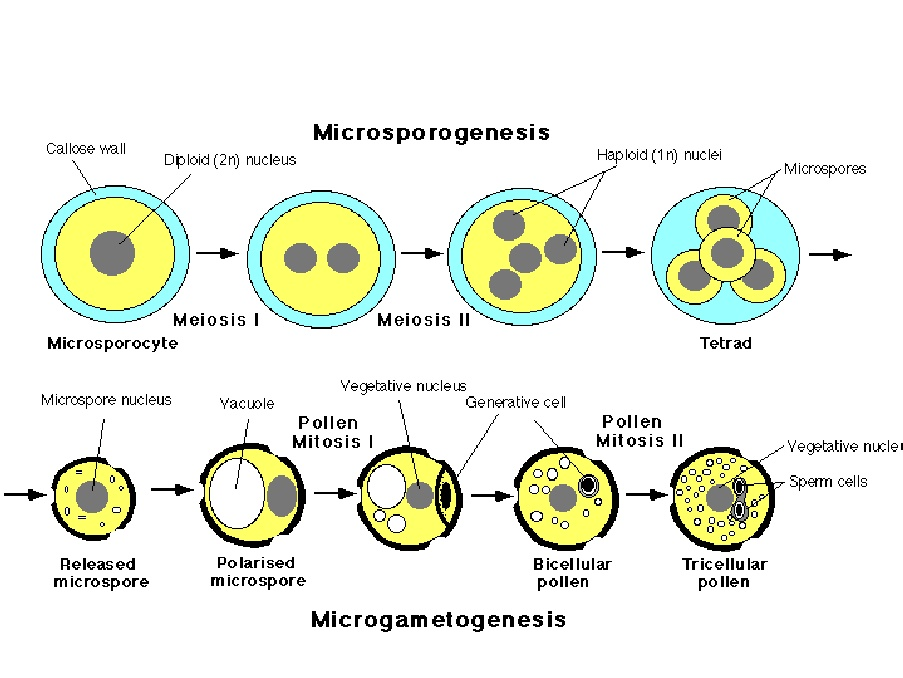 Microsporogenesis
Callose wall
Diploid (2n) nucleus
Haploid (1n) nuclei
Microspores
Meiosis I
Meiosis II
Microsporocyte
Tetrad
Microspore nucleus
Vacuole
Vegetative nucleus
Generative cell
Pollen
Mitosis I
Pollen
Mitosis II
Vegetative nucleu
Sperm cells
Released
microspore
Polarised
microspore
Bicellular
pollen
Tricellular
pollen
Microgametogenesis